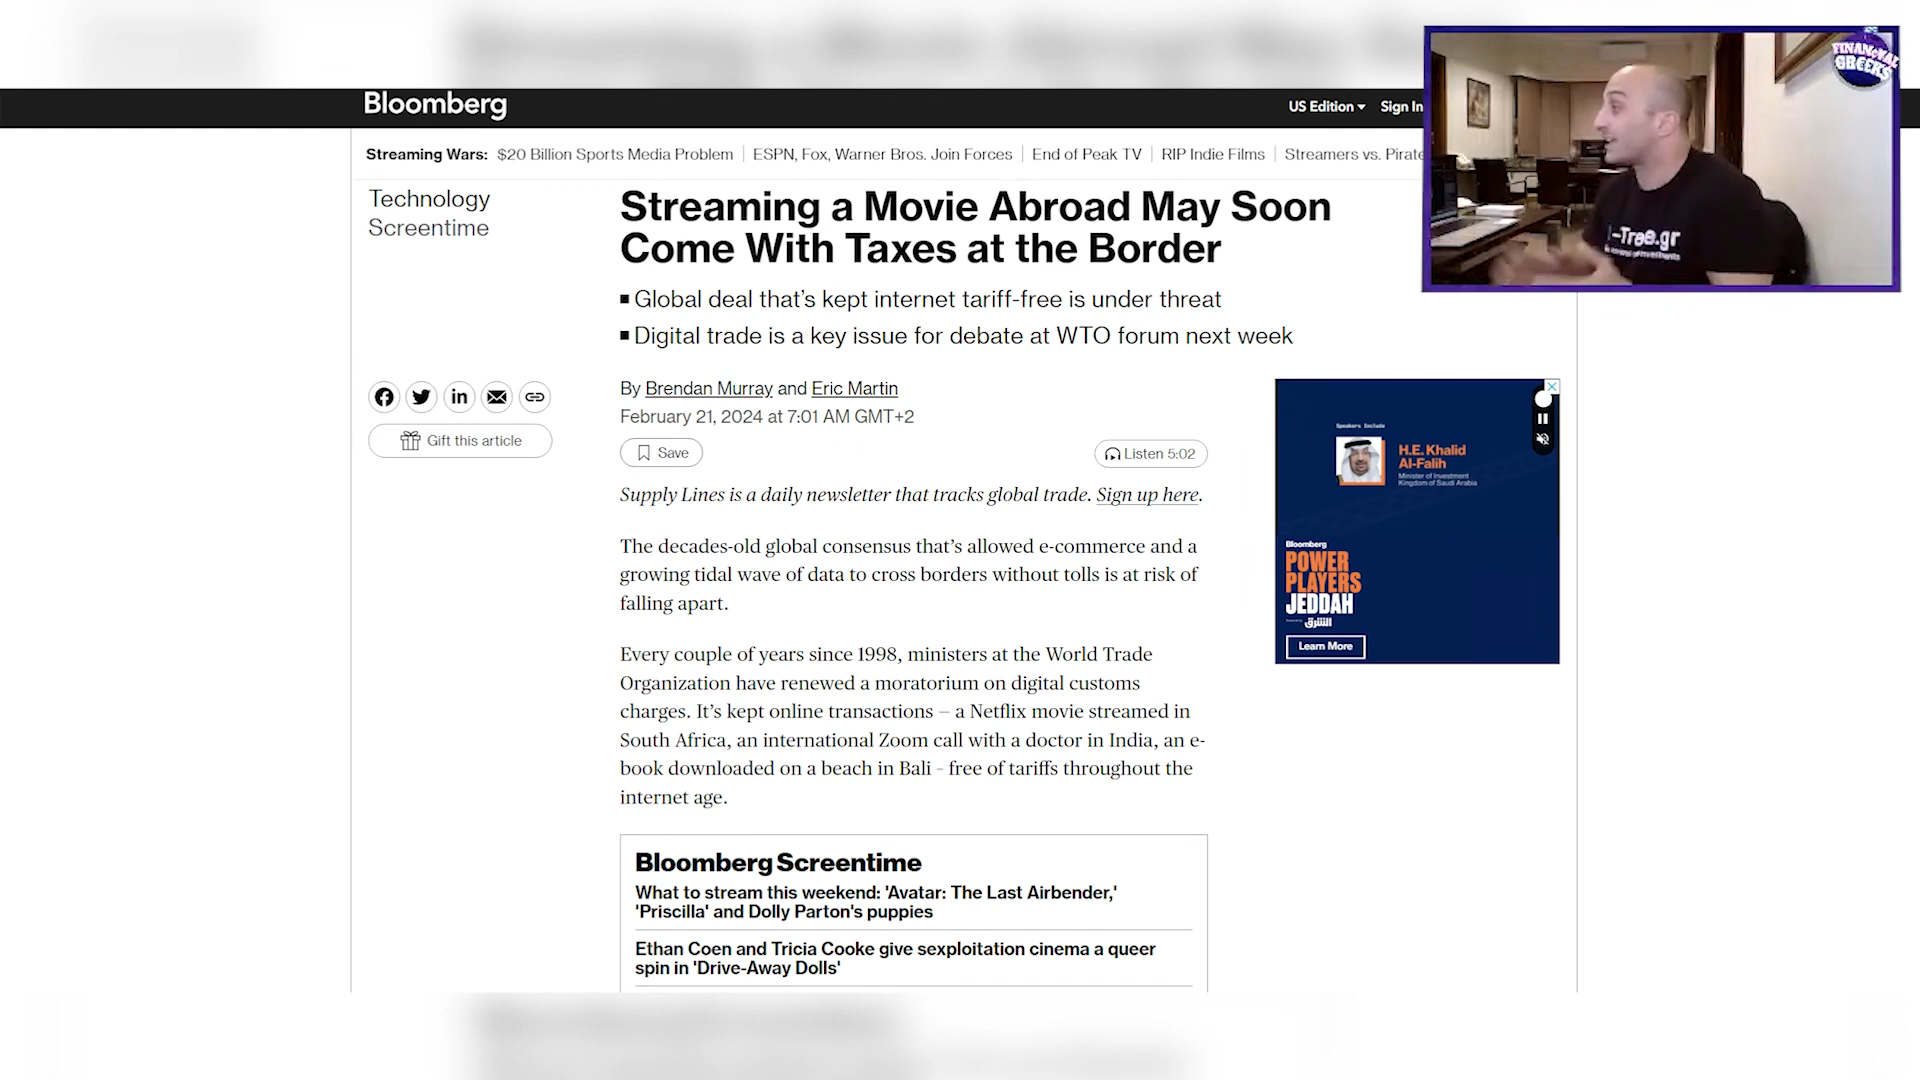 Bloomberg
US Edition
Sign In
Streaming Wars: $20 Billion Sports Media Problem ESPN, Fox, Warner Bros. Join Forces End of Peak TV RIP Indie Films Streamers vs. Pirate
Technology
Screentime
Streaming a Movie Abroad May Soon
Come With Taxes at the Border
Global deal that's kept internet tariff-free is under threat
Digital trade is a key issue for debate at WTO forum next week
By Brendan Murray and Eric Martin
February 21, 2024 at 7:01 AM GMT+2
Gift this article
Save
Listen 5:02
Supply Lines is a daily newsletter that tracks global trade. Sign up here.
The decades-old global consensus that's allowed e-commerce and a
growing tidal wave of data to cross borders without tolls is at risk of
falling apart.
Every couple of years since 1998, ministers at the World Trade
Organization have renewed a moratorium on digital customs
charges. It's kept online transactions — a Netflix movie streamed in
South Africa, an international Zoom call with a doctor in India, an e-
book downloaded on a beach in Bali - free of tariffs throughout the
internet age.
Bloomberg Screentime
What to stream this weekend: 'Avatar: The Last Airbender,'
'Priscilla' and Dolly Parton's puppies
Ethan Coen and Tricia Cooke give sexploitation cinema a queer
spin in 'Drive-Away Dolls'
Speakers Include
H.E. Khalid
Al-Falih
Minister of Investment
Kingdom of Saudi Arabia
Bloomberg
POWER
PLAYERS
JEDDAH
الشرق
Learn More
FINANCIAL
GREEKS
-Tree.gr